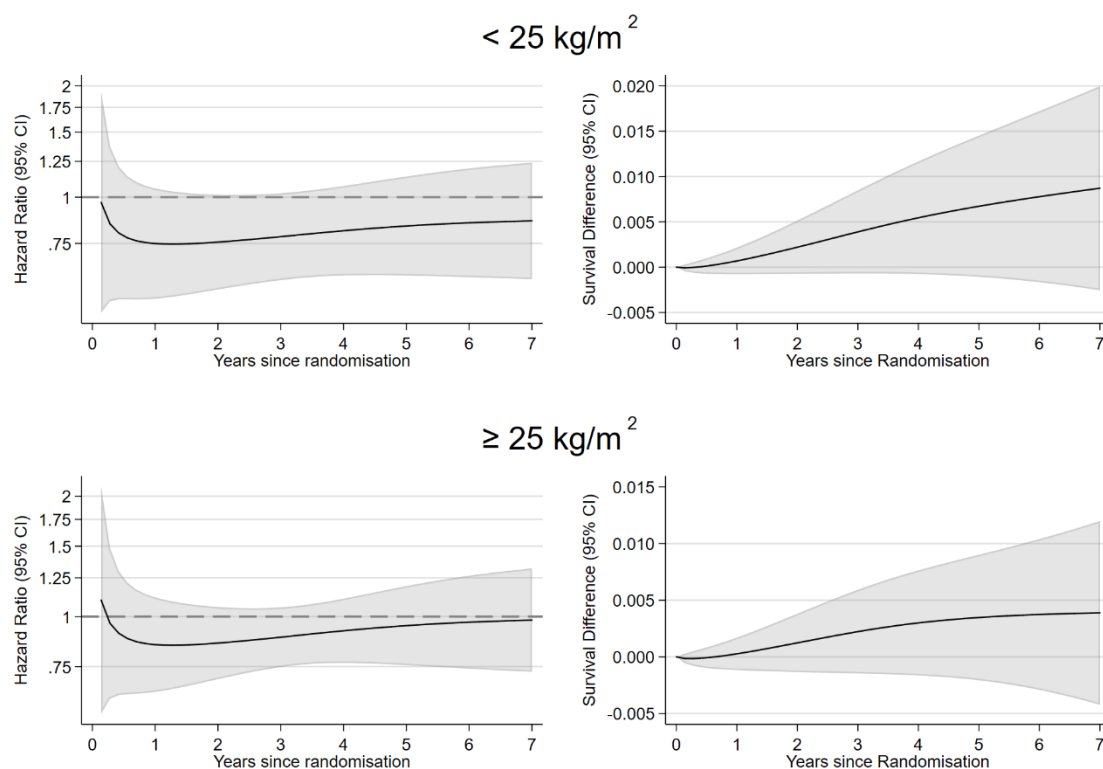 < 25 kg/m²
Hazard Ratio (95% CI)
2
1.75
1.5
1.25
1
.75
0 1 2 3 4 5 6 7
Years since randomisation
Survival Difference (95% CI)
0.020
0.015
0.010
0.005
0.000
-0.005
0 1 2 3 4 5 6 7
Years since Randomisation
≥ 25 kg/m²
Hazard Ratio (95% CI)
2
1.75
1.5
1.25
1
.75
0 1 2 3 4 5 6 7
Years since randomisation
Survival Difference (95% CI)
0.015
0.010
0.005
0.000
-0.005
0 1 2 3 4 5 6 7
Years since Randomisation